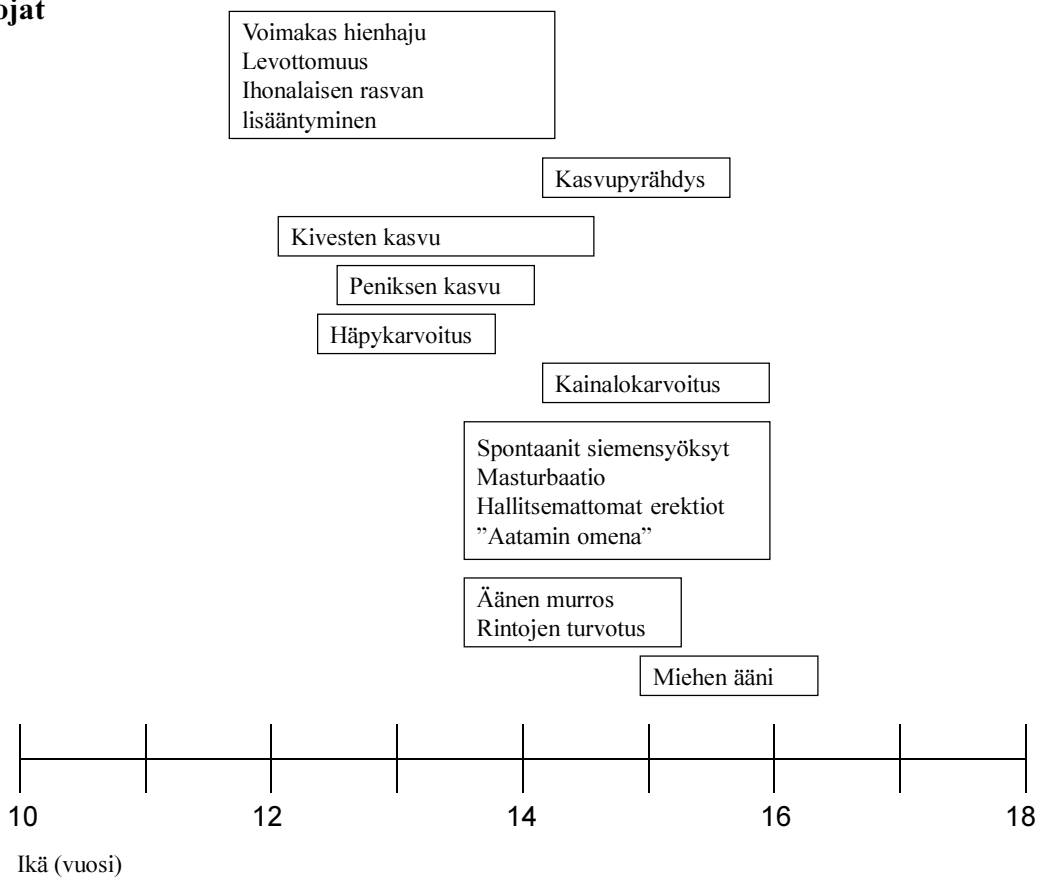 ojat
Voimakas hienhaju
Levottomuus
Ihonalaisen rasvan
lisääntyminen
Kasvupyrähdys
Kivesten kasvu
Peniksen kasvu
Häpykarvoitus
Kainalokarvoitus
Spontaanit siemensyöksyt
Masturbaatio
Hallitsemattomat erektiot
”Aatamin omena”
Äänen murros
Rintojen turvotus
Miehen ääni
10 12 14 16 18
Ikä (vuosi)